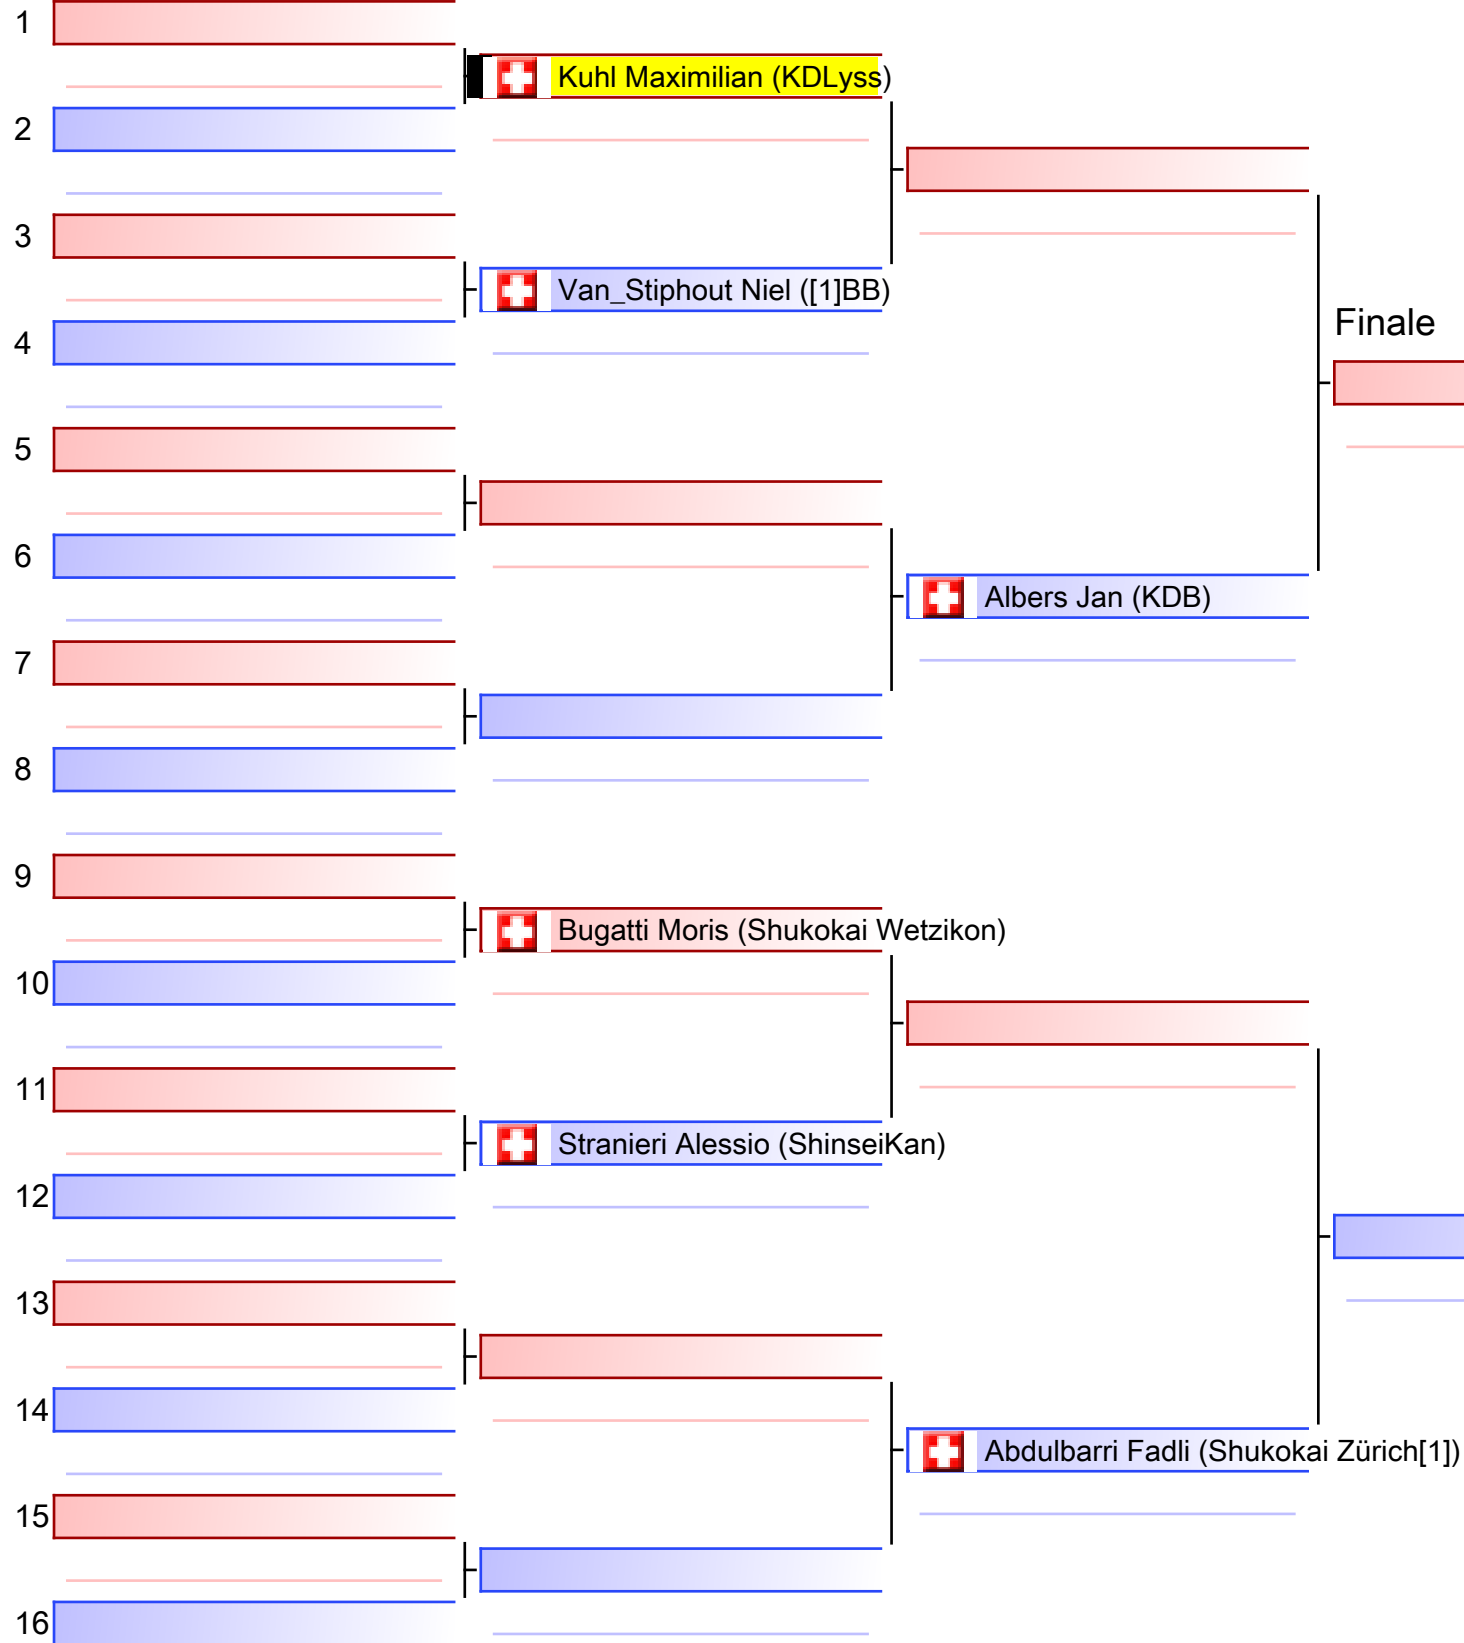 1
Kuhl Maximilian (KDLyss)
2
3
Van_Stiphout Niel ([1]BB)
4
Finale
5
6
Albers Jan (KDB)
7
8
9
Bugatti Moris (Shukokai Wetzikon)
10
11
Stranieri Alessio (ShinseiKan)
12
13
14
Abdulbarri Fadli (Shukokai Zürich[1])
15
16